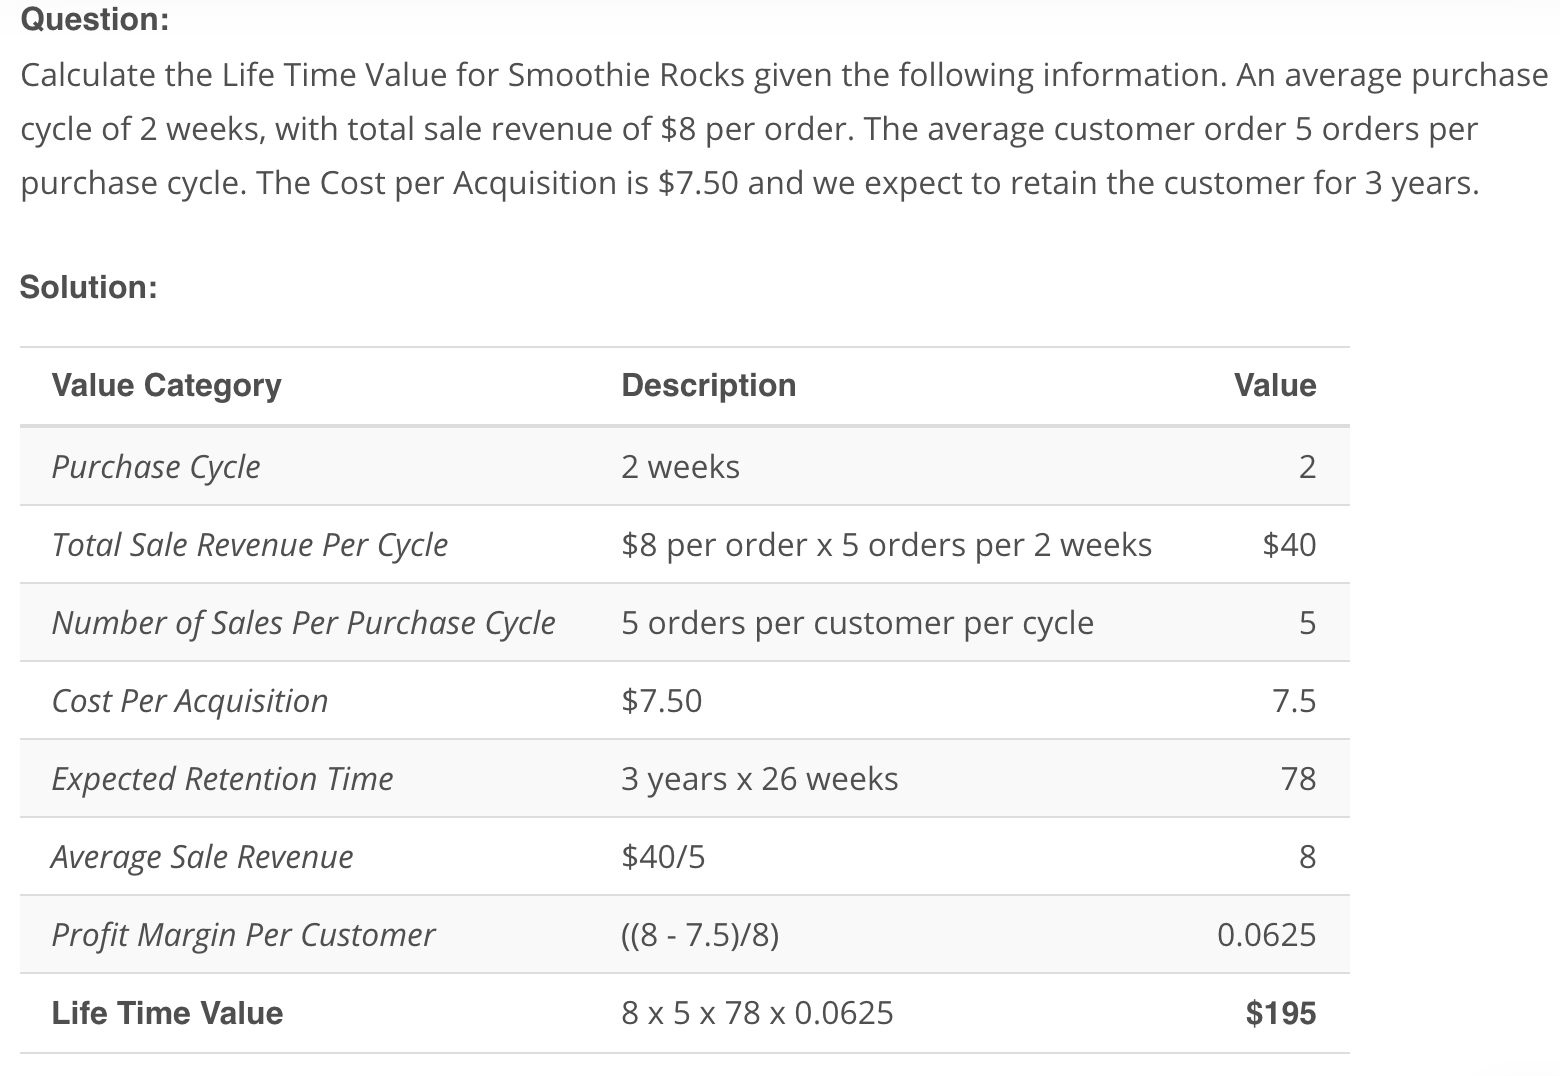 Question:
Calculate the Life Time Value for Smoothie Rocks given the following information. An average purchase
cycle of 2 weeks, with total sale revenue of $8 per order. The average customer order 5 orders per
purchase cycle. The Cost per Acquisition is $7.50 and we expect to retain the customer for 3 years.
Solution:
Value Category Description Value
Purchase Cycle 2 weeks 2
Total Sale Revenue Per Cycle $8 per order x 5 orders per 2 weeks $40
Number of Sales Per Purchase Cycle 5 orders per customer per cycle 5
Cost Per Acquisition $7.50 7.5
Expected Retention Time 3 years x 26 weeks 78
Average Sale Revenue $40/5 8
Profit Margin Per Customer ((8 - 7.5)/8) 0.0625
Life Time Value 8 x 5 x 78 x 0.0625 $195